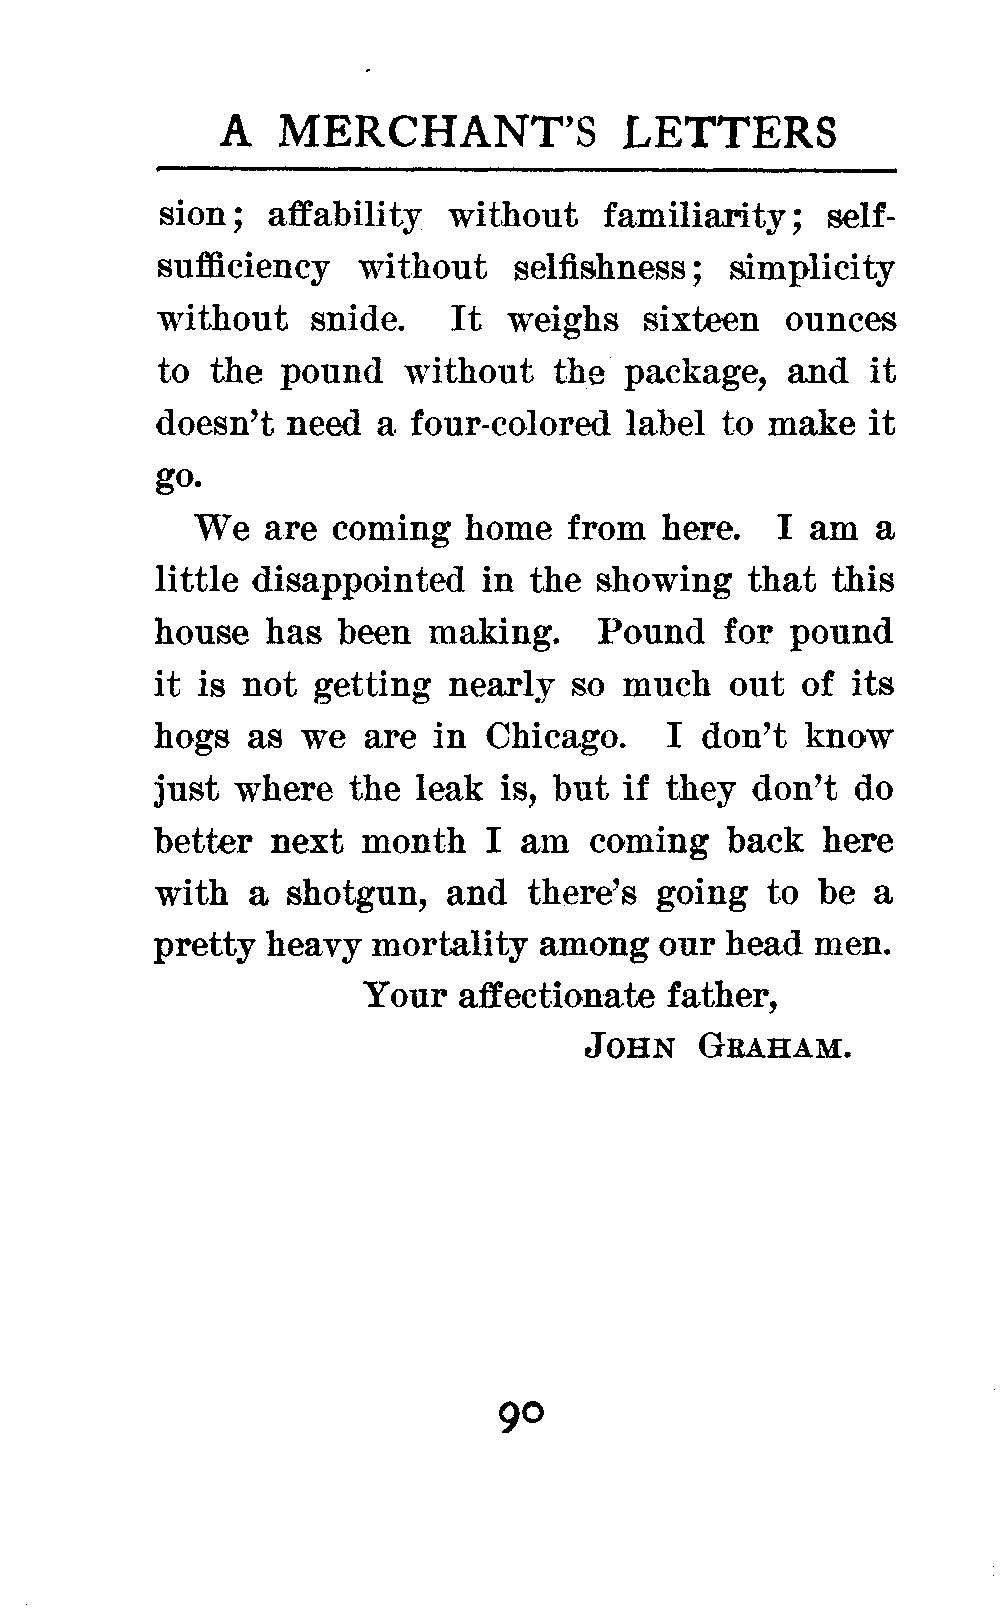 A MERCHANT'S LETTERS
sion; affability without familiarity; self-
sufficiency without selfishness; simplicity
without snide. It weighs sixteen ounces
to the pound without the package, and it
doesn't need a four-colored label to make it
go.
We are coming home from here. I am a
little disappointed in the showing that this
house has been making. Pound for pound
it is not getting nearly so much out of its
hogs as we are in Chicago. I don't know
just where the leak is, but if they don't do
better next month I am coming back here
with a shotgun, and there's going to be a
pretty heavy mortality among our head men.
Your affectionate father,
JOHN GRAHAM.
90